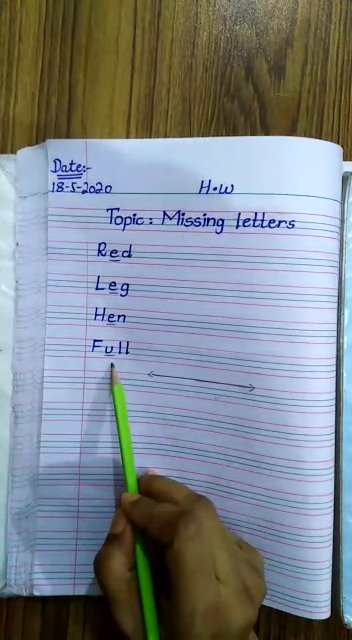 Date:-
18-5-2020 H.W
Topic: Missing letters
Red
Leg
Hen
Full